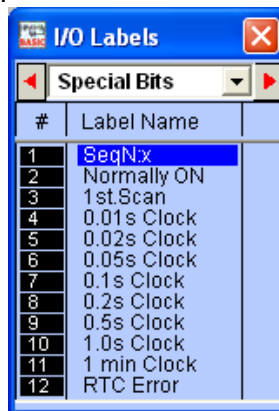 BASIC I/O Labels
Special Bits
# Label Name
1 SeqN:x
2 Normally ON
3 1st.Scan
4 0.01s Clock
5 0.02s Clock
6 0.05s Clock
7 0.1s Clock
8 0.2s Clock
9 0.5s Clock
10 1.0s Clock
11 1 min Clock
12 RTC Error